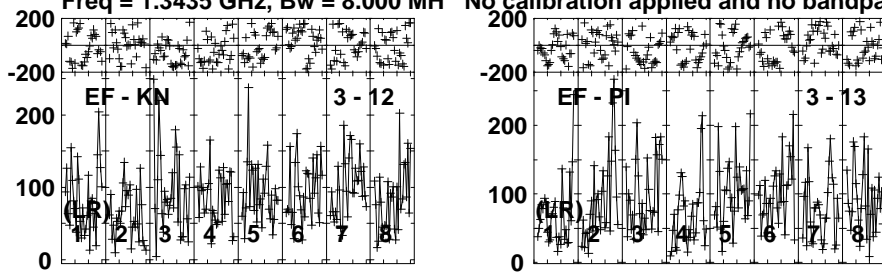 Freq = 1.3435 GHz, Bw = 8.000 MH No calibration applied and no bandpa
200
-200
EF - KN 3 - 12
200
100
0
(LR)
1 2 3 4 5 6 7 8
200
-200
EF - PI 3 - 13
200
100
0
(LR)
1 2 3 4 5 6 7 8